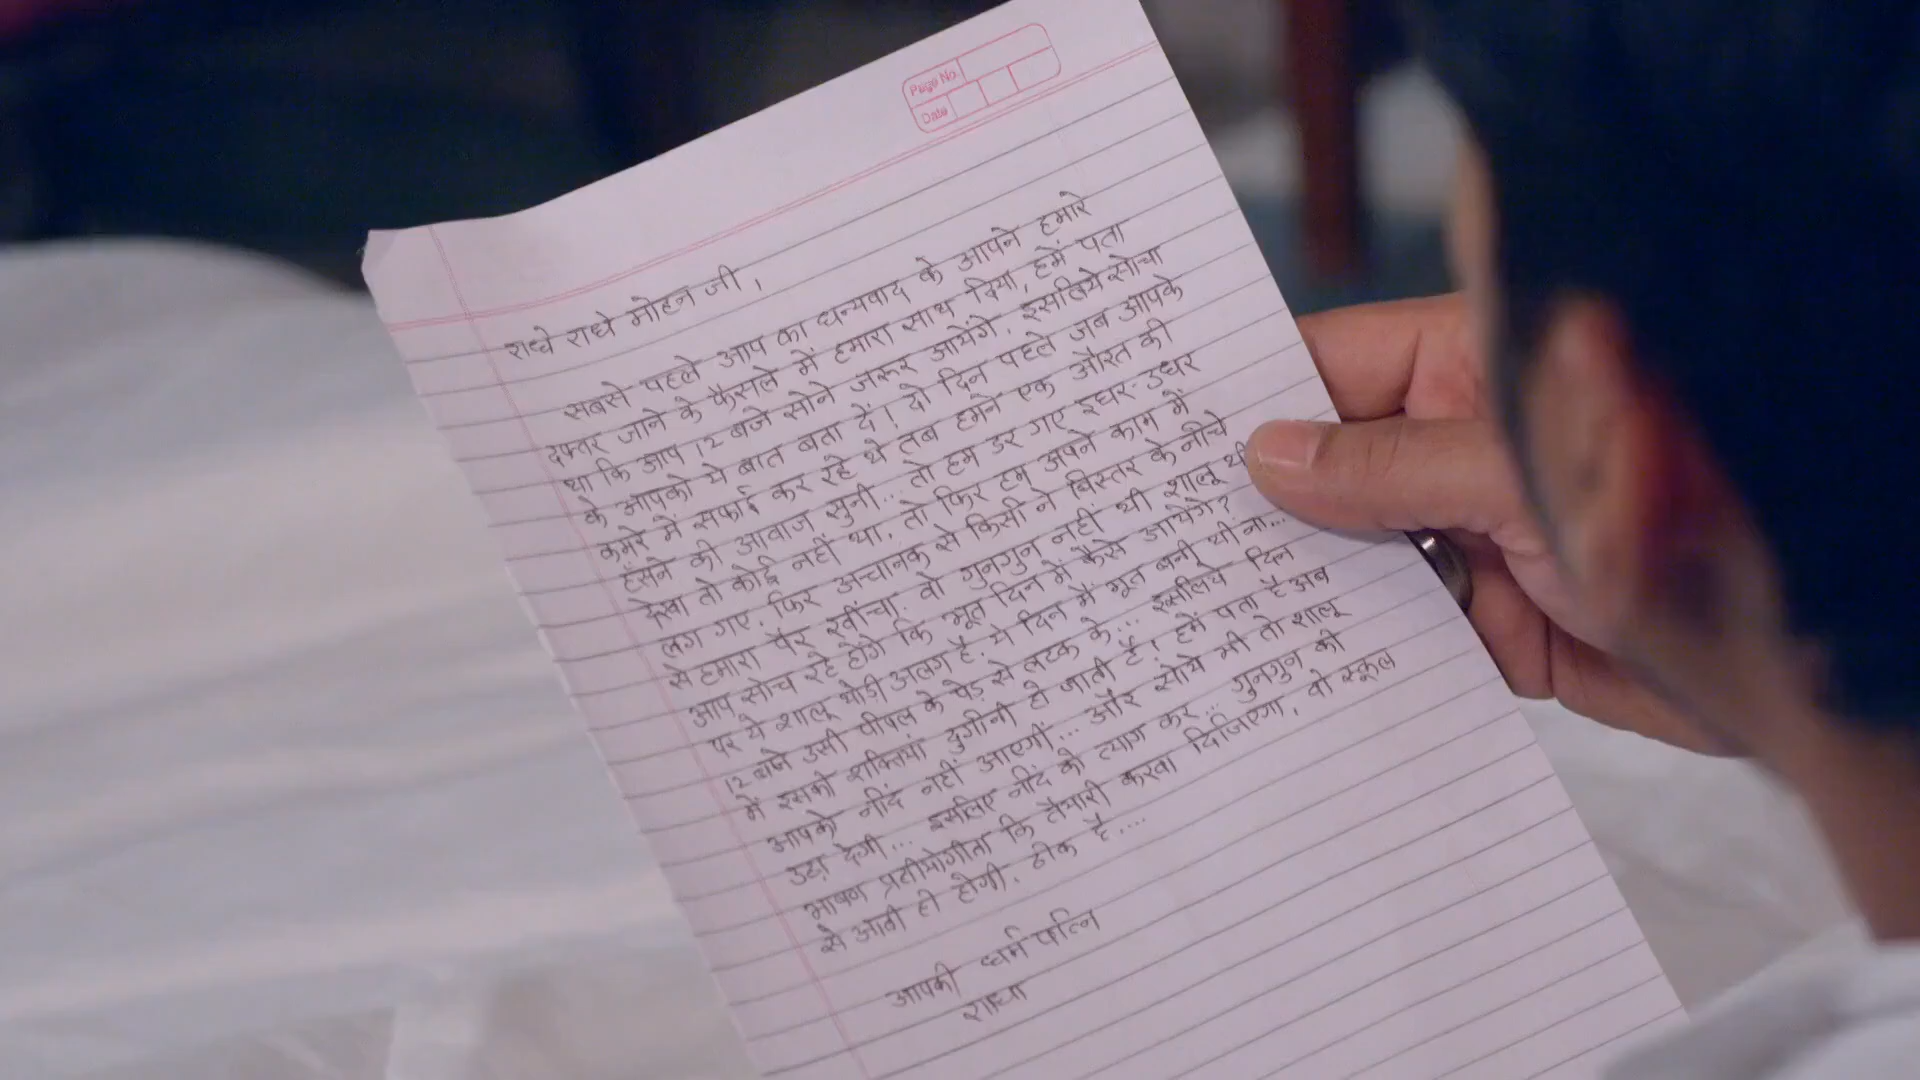 Page No.
Date
राधे राधे मोहन जी,
सबसे पहले आप का धन्यवाद के आपने हमारे
दफ्तर जाने के फैसले में हमारा साथ दिया, हमें पता
था कि आप 12 बजे सोने जरूर आयेंगे. इसलिये सोचा
के आपको ये बात बता दें! दो दिन पहले जब आपके
कमरे में सफाई कर रहे थे तब हमने एक औरत की
हँसने की आवाज सुनी... तो हम डर गए इधर-उधर
देखा तो कोई नहीं था. तो फिर हम अपने काम में
लग गए. फिर अचानक से किसी ने बिस्तर के नीचे
से हमारा पैर खींचा. वो गुनगुन नहीं थी शालू थी
आप सोच रहे होंगे कि भूत दिन में कैसे आयेंगे?
पर ये शालू थोड़ी अलग है. ये दिन में भूत बनी थी ना...
12 बजे उसी पीपल के पेड़ से लटक के... इसलिये दिन
में इसकी शक्तियां दुगीनी हो जाती है! हमें पता है अब
आपको नींद नहीं आएगी... और सोये भी तो शालू
उठा देगी... इसलिए नींद को त्याग कर... गुनगुन की
भाषण प्रतीयोगीता कि तैयारी करवा दिजिएगा, वो स्कूल
से आती ही होगी. ठीक है....
आपकी धर्म पत्नि
राधा